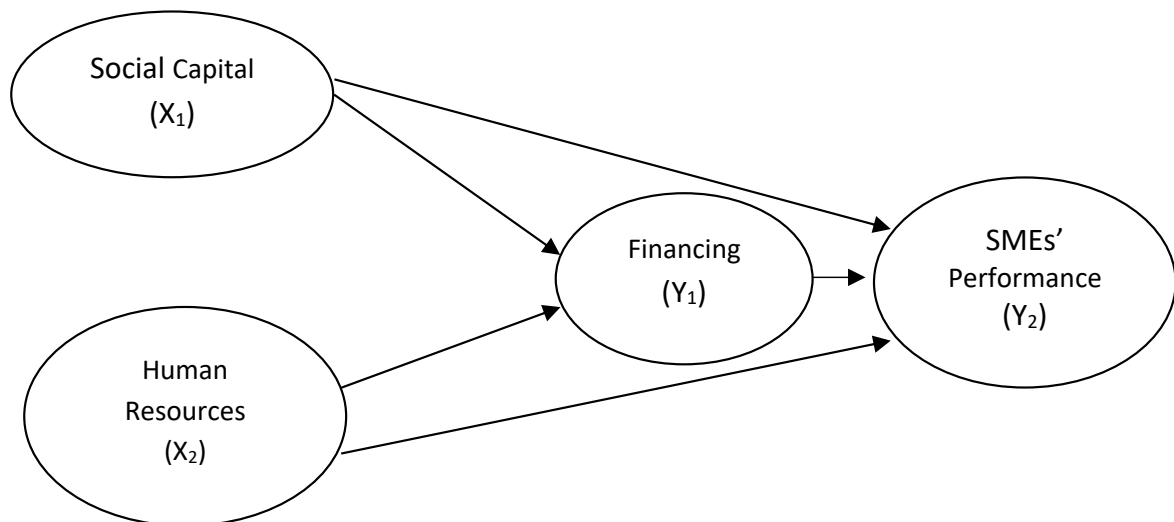 Social Capital
(X₁)
Financing
(Y₁)
SMEs’
Performance
(Y₂)
Human
Resources
(X₂)